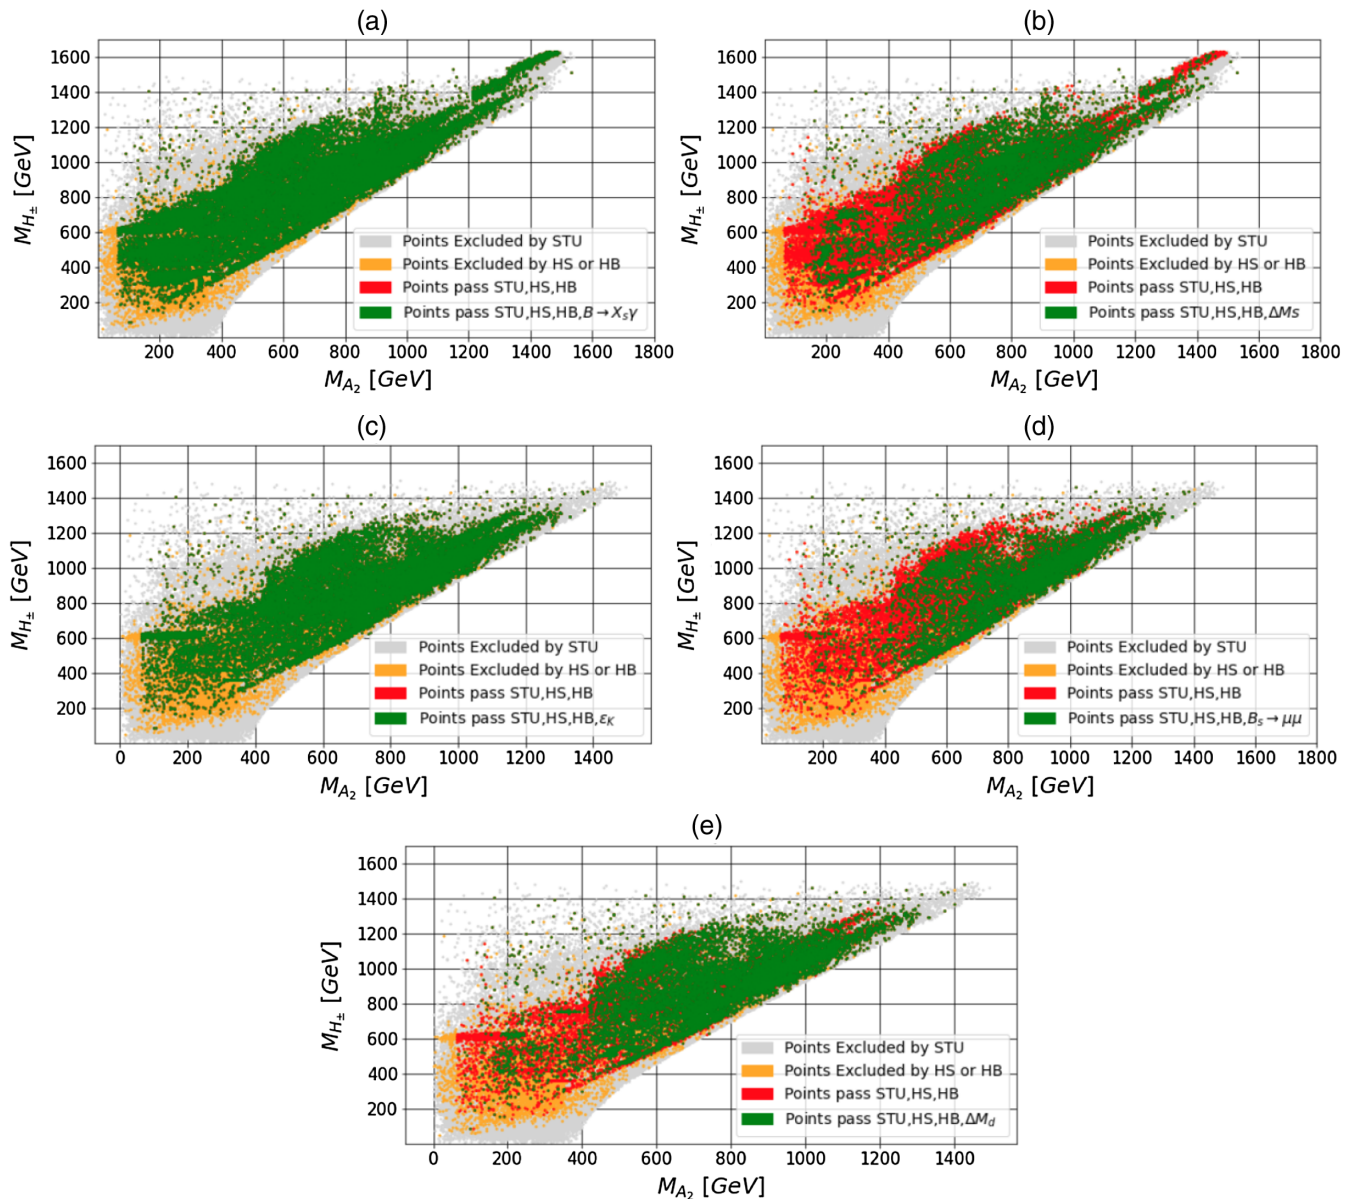 (a)
1600
1400
1200
1000
800
600
400
200
M_{H_±} [GeV]
Points Excluded by STU
Points Excluded by HS or HB
Points pass STU,HS,HB
Points pass STU,HS,HB,B → X_sγ
200 400 600 800 1000 1200 1400 1600 1800
M_{A_2} [GeV]
(b)
1600
1400
1200
1000
800
600
400
200
M_{H_±} [GeV]
Points Excluded by STU
Points Excluded by HS or HB
Points pass STU,HS,HB
Points pass STU,HS,HB,ΔMs
200 400 600 800 1000 1200 1400 1600 1800
M_{A_2} [GeV]
(c)
1600
1400
1200
1000
800
600
400
200
M_{H_±} [GeV]
Points Excluded by STU
Points Excluded by HS or HB
Points pass STU,HS,HB
Points pass STU,HS,HB,ε_K
0 200 400 600 800 1000 1200 1400
M_{A_2} [GeV]
(d)
1600
1400
1200
1000
800
600
400
200
M_{H_±} [GeV]
Points Excluded by STU
Points Excluded by HS or HB
Points pass STU,HS,HB
Points pass STU,HS,HB,B_s → μμ
200 400 600 800 1000 1200 1400 1600 1800
M_{A_2} [GeV]
(e)
1600
1400
1200
1000
800
600
400
200
M_{H_±} [GeV]
Points Excluded by STU
Points Excluded by HS or HB
Points pass STU,HS,HB
Points pass STU,HS,HB,ΔM_d
0 200 400 600 800 1000 1200 1400
M_{A_2} [GeV]